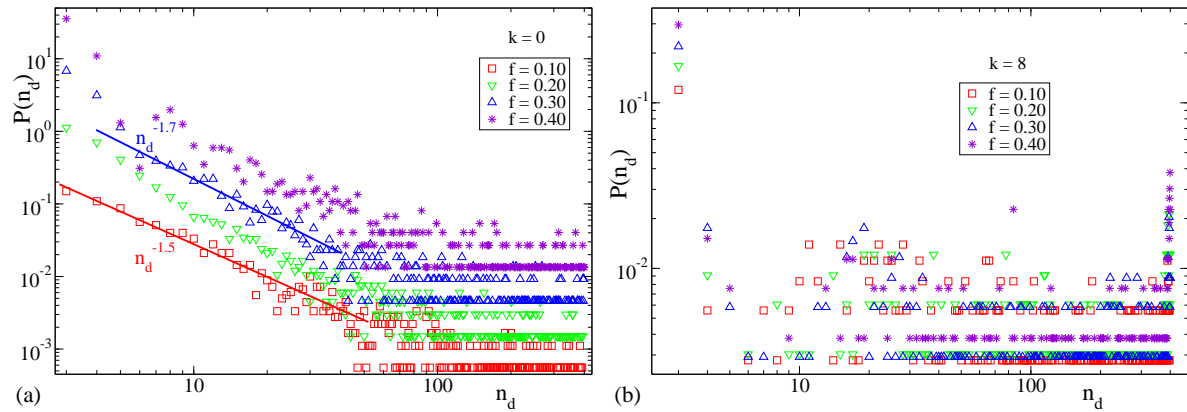 k = 0
f = 0.10
f = 0.20
f = 0.30
f = 0.40
10^1
10^0
10^-1
10^-2
10^-3
P(n_d)
n_d^-1.7
n_d^-1.5
10
100
n_d
(a)
k = 8
f = 0.10
f = 0.20
f = 0.30
f = 0.40
10^-1
10^-2
P(n_d)
10
100
n_d
(b)